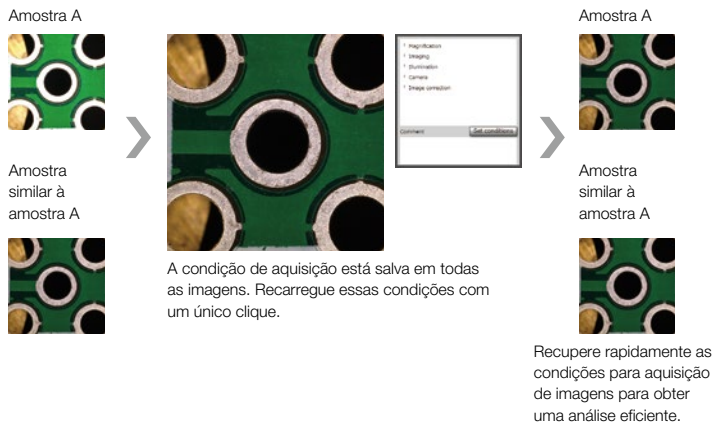 Amostra A
Amostra
similar à
amostra A
Magnification
Imaging
Illumination
Camera
Image correction
Comment
Set conditions
A condição de aquisição está salva em todas
as imagens. Recarregue essas condições com
um único clique.
Amostra A
Amostra
similar à
amostra A
Recupere rapidamente as
condições para aquisição
de imagens para obter
uma análise eficiente.